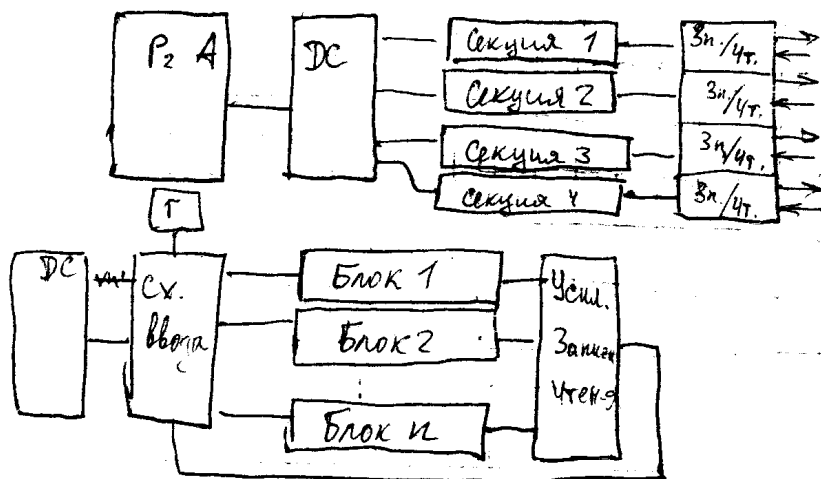 Рг А
DC
Секция 1
Зп./Чт.
Секция 2
Зп/Чт.
Секция 3
Зп/Чт.
Секция 4
Зп./Чт.
Т
DC
Сх.
ввода
Блок 1
Блок 2
Блок n
Усил.
Записи
Чтен-я